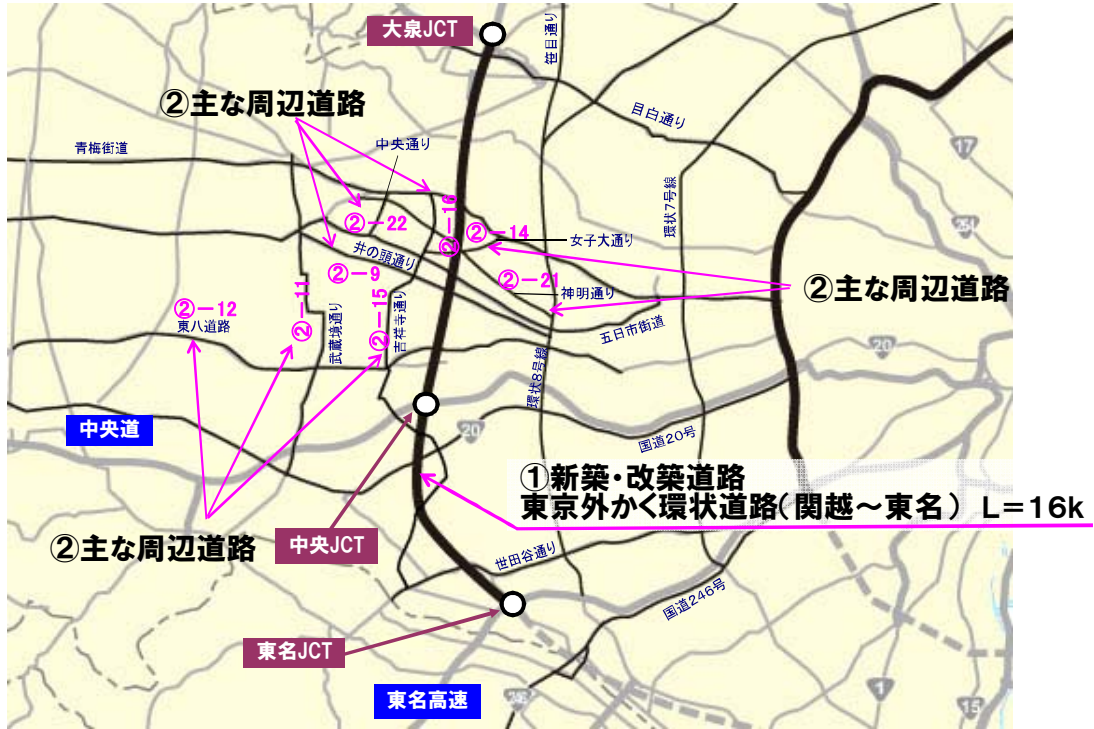 大泉JCT
笹目通り
②主な周辺道路
目白通り
青梅街道
中央通り
17
環状7号線
②－16
②－22
②－14
女子大通り
254
井の頭通り
②－9
②－21
神明通り
②主な周辺道路
②－11
②－15
②－12
東八道路
武蔵境通り
吉祥寺通り
五日市街道
20
環状8号線
中央道
20
国道20号
①新築・改築道路
東京外かく環状道路（関越～東名） L＝16k
②主な周辺道路
中央JCT
世田谷通り
国道246号
東名JCT
東名高速
246
1
15